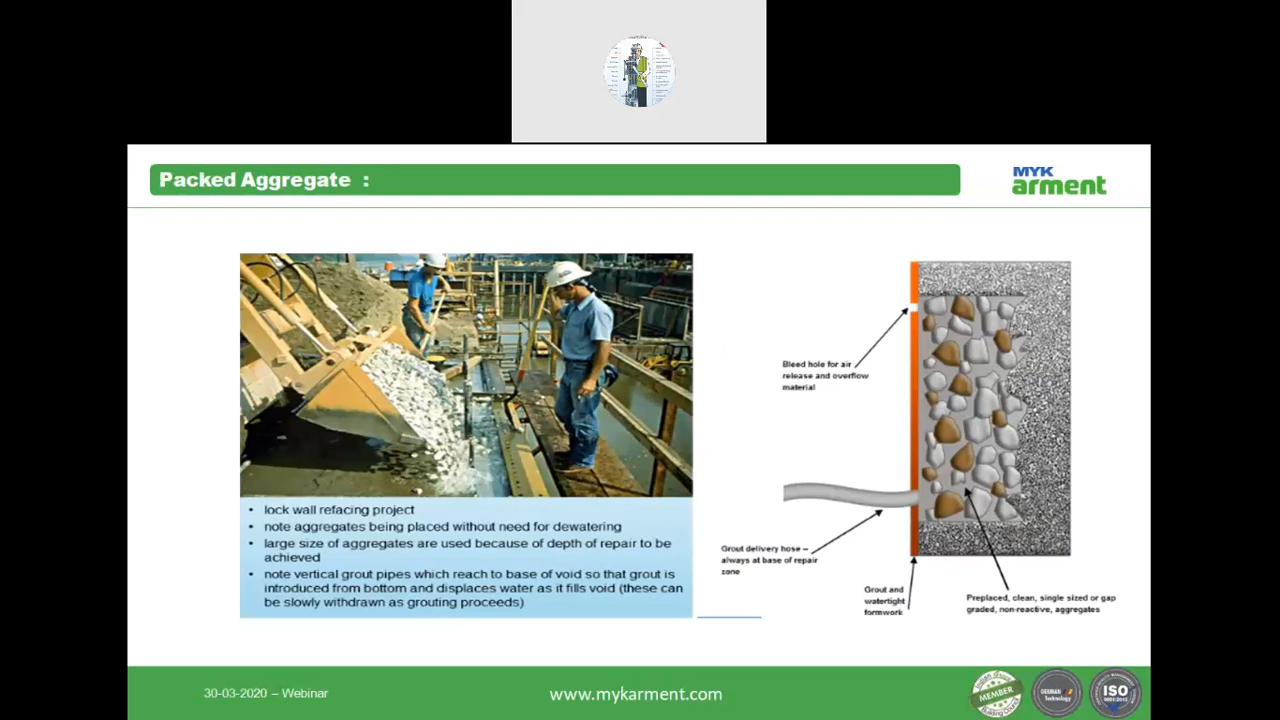 Packed Aggregate :
MYK
arment
Bleed hole for air
release and overflow
material
Grout delivery hose –
always at base of repair
zone
Grout and
watertight
formwork
Preplaced, clean, single sized or gap
graded, non-reactive, aggregates
• lock wall refacing project
• note aggregates being placed without need for dewatering
• large size of aggregates are used because of depth of repair to be
achieved
• note vertical grout pipes which reach to base of void so that grout is
introduced from bottom and displaces water as it fills void (these can
be slowly withdrawn as grouting proceeds)
30-03-2020 – Webinar
www.mykarment.com
MEMBER
GERMAN
Technology
ISO